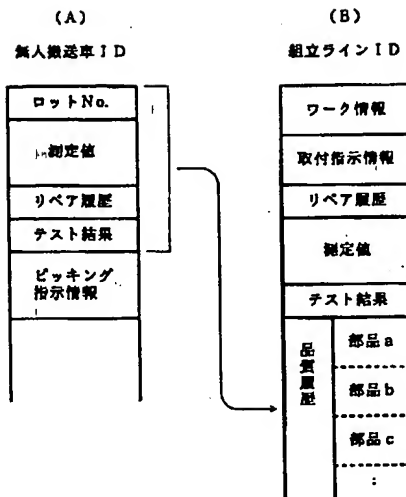 (A)
無人搬送車ID
ロットNo.
測定値
リペア履歴
テスト結果
ピッキング
指示情報
(B)
組立ラインID
ワーク情報
取付指示情報
リペア履歴
測定値
テスト結果
品質履歴
部品a
部品b
部品c
: